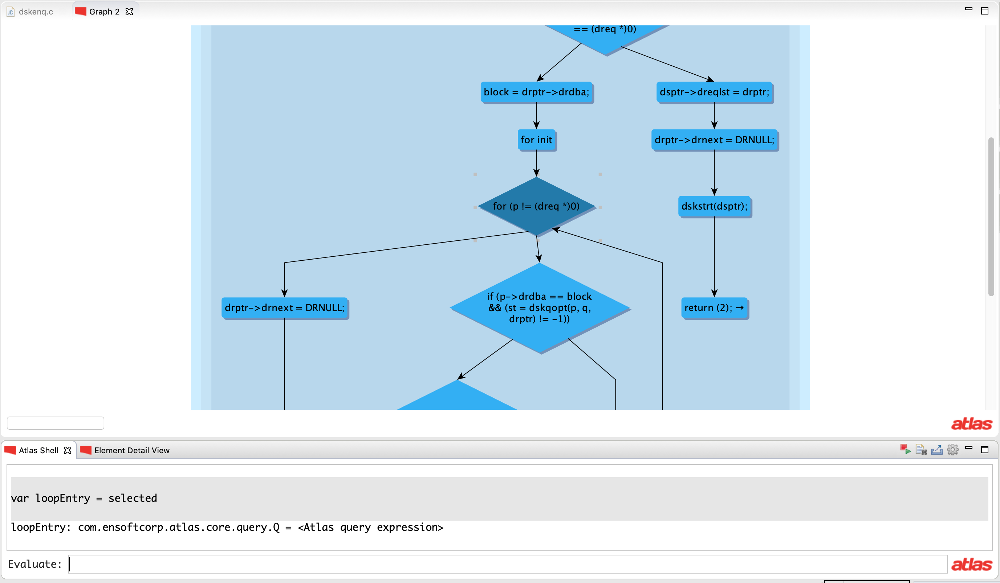 dskenq.c
Graph 2
== (dreq *)0)
block = drptr->drdba;
dsptr->dreqlst = drptr;
for init
drptr->drnext = DRNULL;
for (p != (dreq *)0)
dskstrt(dsptr);
if (p->drdba == block
&& (st = dskqopt(p, q,
drptr) != -1))
drptr->drnext = DRNULL;
return (2); →
atlas
Atlas Shell
Element Detail View
var loopEntry = selected
loopEntry: com.ensoftcorp.atlas.core.query.Q = <Atlas query expression>
Evaluate:
atlas